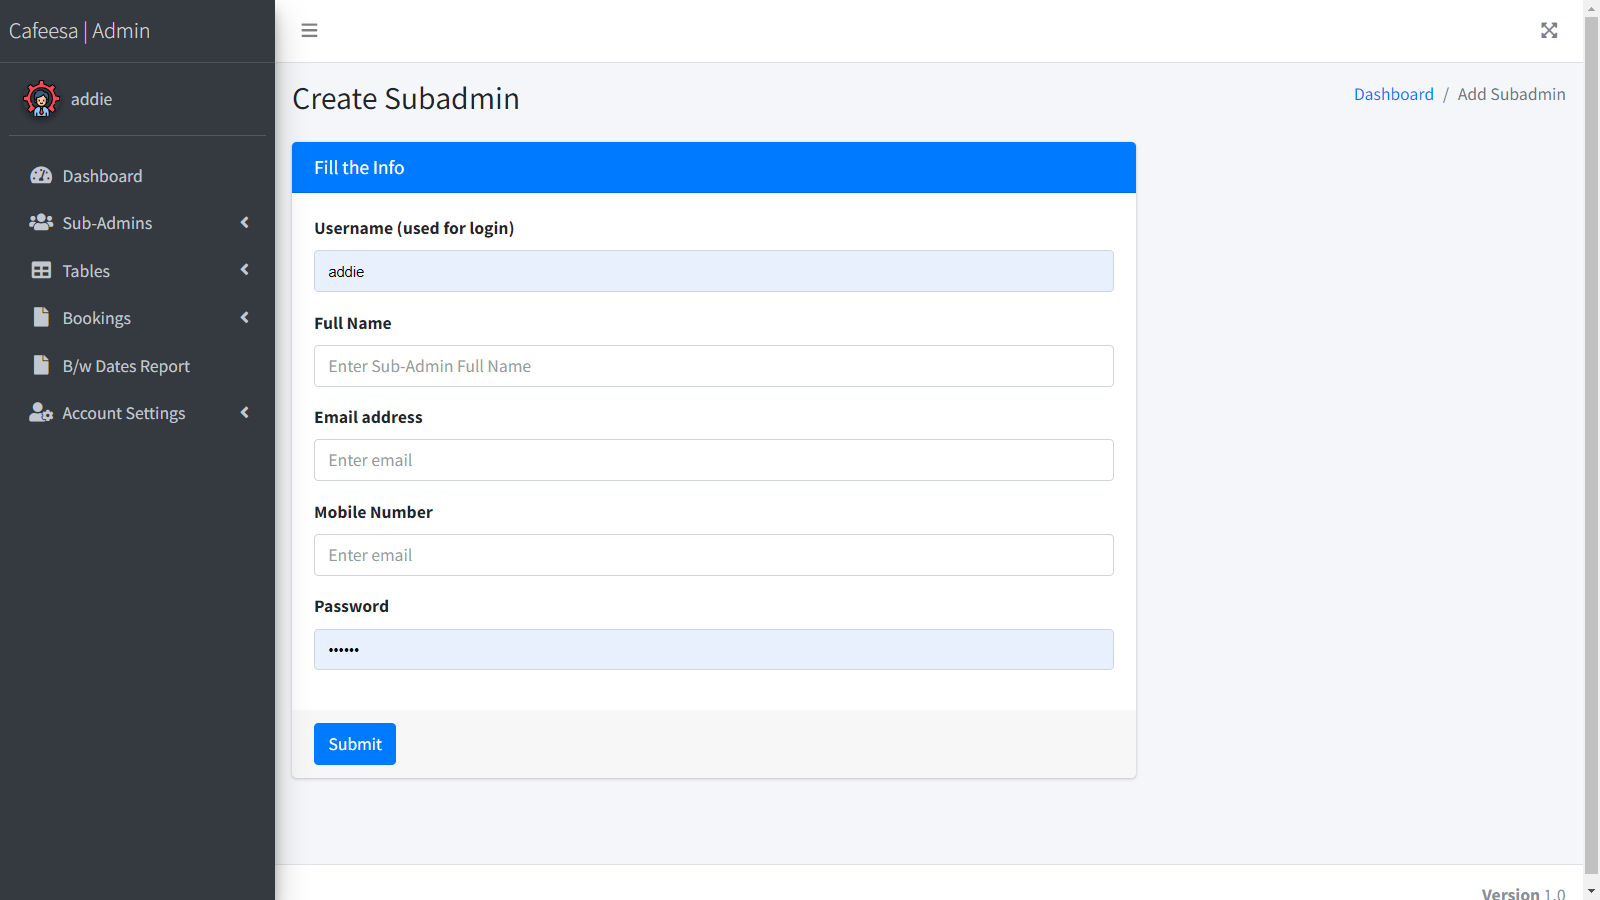 Cafeesa | Admin
addie
Dashboard
Sub-Admins
Tables
Bookings
B/w Dates Report
Account Settings
Create Subadmin
Dashboard / Add Subadmin
Fill the Info
Username (used for login)
addie
Full Name
Enter Sub-Admin Full Name
Email address
Enter email
Mobile Number
Enter email
Password
••••••
Submit
Version 1.0